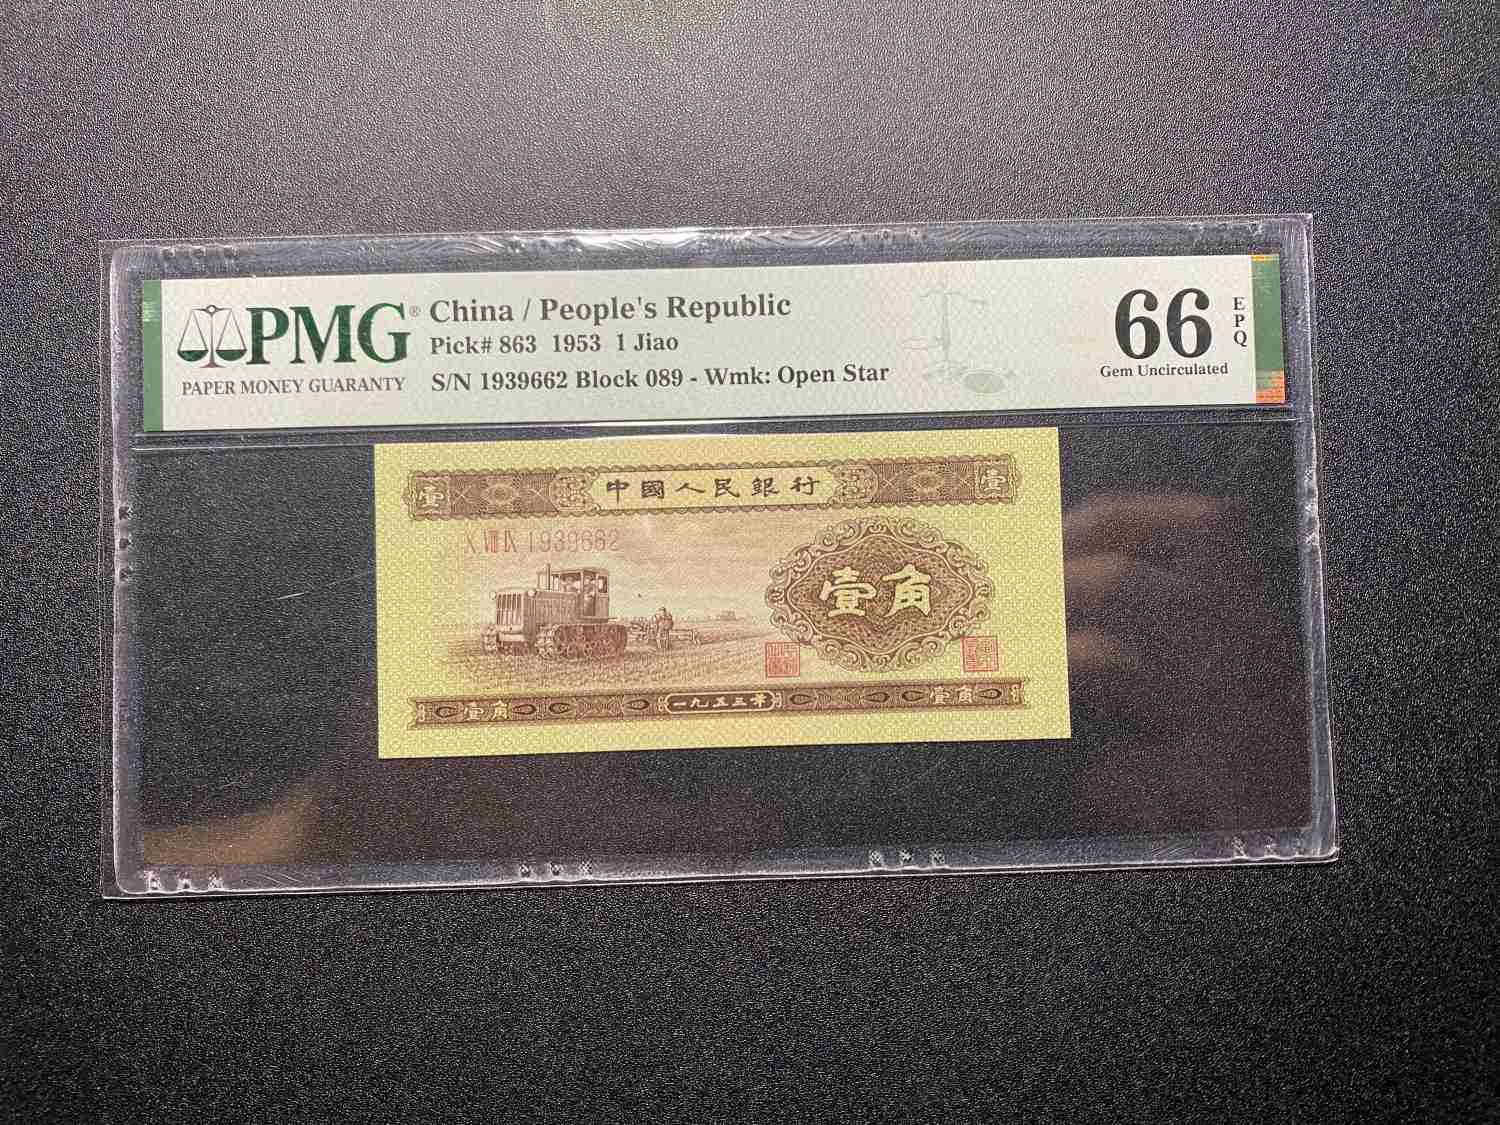 PMG®
PAPER MONEY GUARANTY
China / People's Republic
Pick# 863 1953 1 Jiao
S/N 1939662 Block 089 - Wmk: Open Star
66
EPQ
Gem Uncirculated
壹 中國人民銀行 壹
X VIII IX 1939662
壹角
壹角 一九五三年 壹角